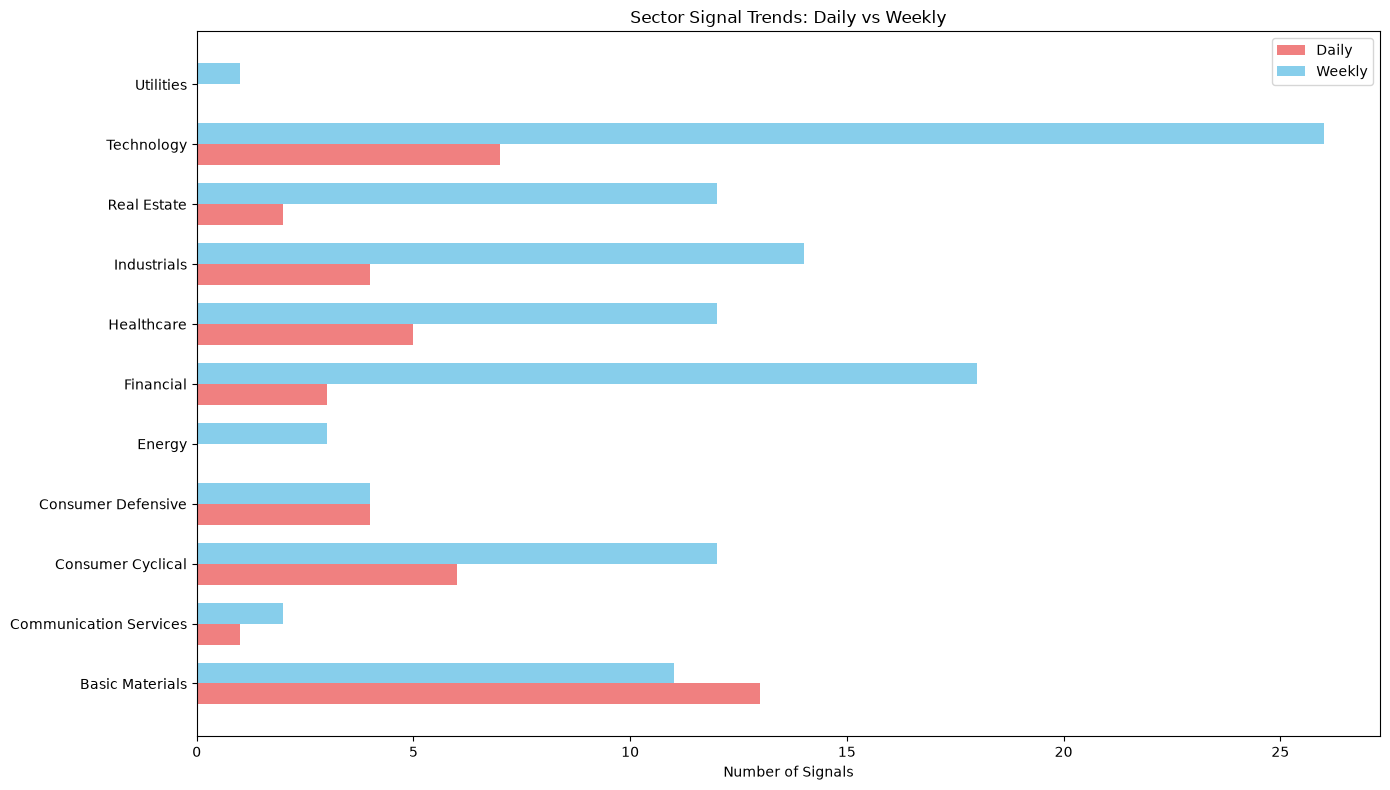 Sector Signal Trends: Daily vs Weekly
Daily
Weekly
Utilities
Technology
Real Estate
Industrials
Healthcare
Financial
Energy
Consumer Defensive
Consumer Cyclical
Communication Services
Basic Materials
0 5 10 15 20 25
Number of Signals